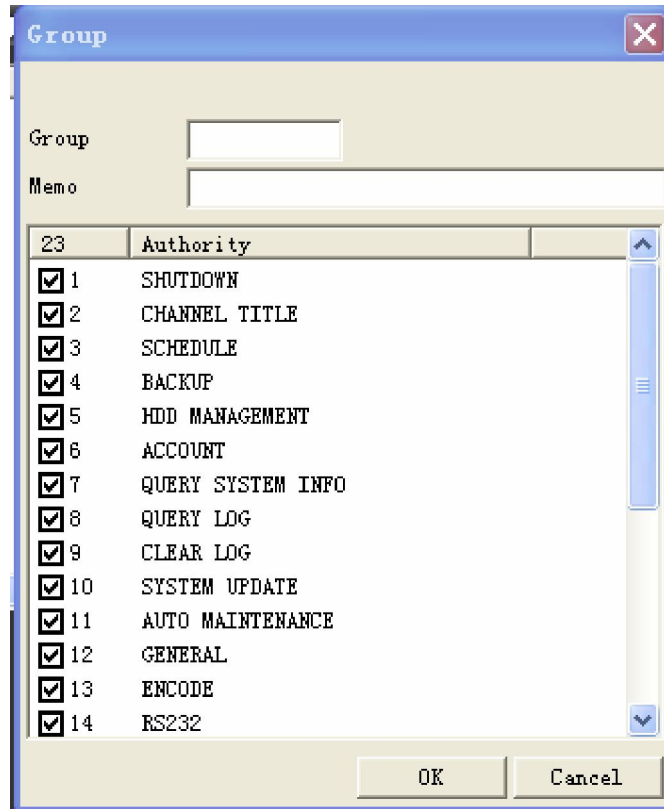 Group
Group
Memo
23 Authority
1 SHUTDOWN
2 CHANNEL TITLE
3 SCHEDULE
4 BACKUP
5 HDD MANAGEMENT
6 ACCOUNT
7 QUERY SYSTEM INFO
8 QUERY LOG
9 CLEAR LOG
10 SYSTEM UPDATE
11 AUTO MAINTENANCE
12 GENERAL
13 ENCODE
14 RS232
OK Cancel